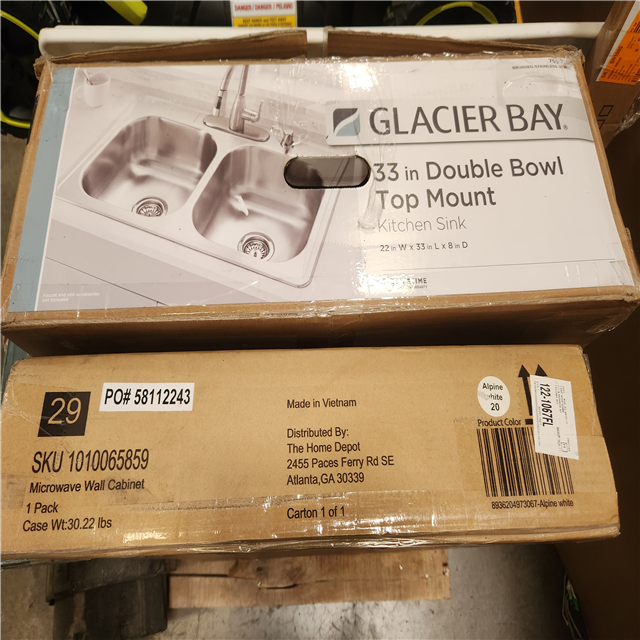 DANGER / DANGER / PELIGRO
GLACIER BAY
33 in Double Bowl
Top Mount
Kitchen Sink
22 in W x 33 in L x 8 in D
29
PO# 58112243
SKU 1010065859
Microwave Wall Cabinet
1 Pack
Case Wt:30.22 lbs
Made in Vietnam
Distributed By:
The Home Depot
2455 Paces Ferry Rd SE
Atlanta,GA 30339
Carton 1 of 1
Alpine
white
20
122-1067FL
Product Color
8936204973067-Alpine white